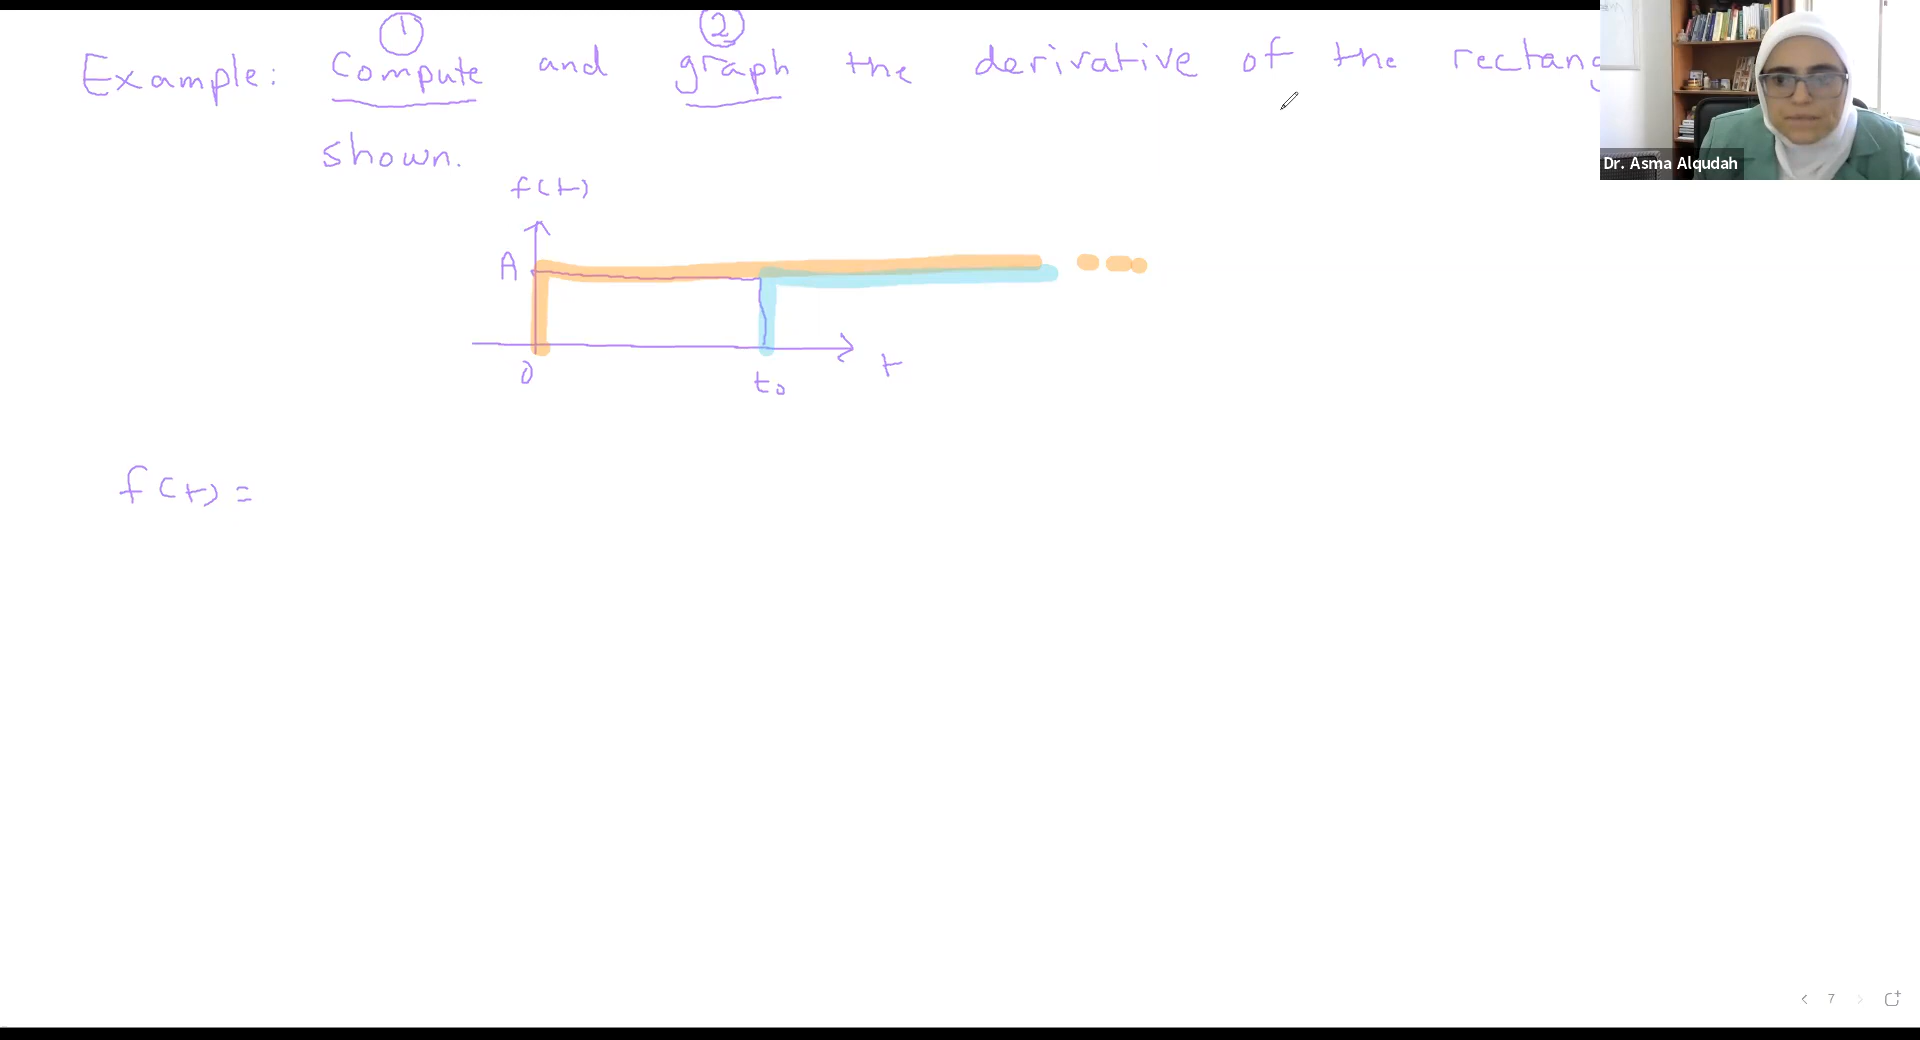 ① ②
Example: Compute and graph the derivative of the rectang
shown.
Dr. Asma Alqudah
f(t)
A
0
t₀
t
f(t) =
7